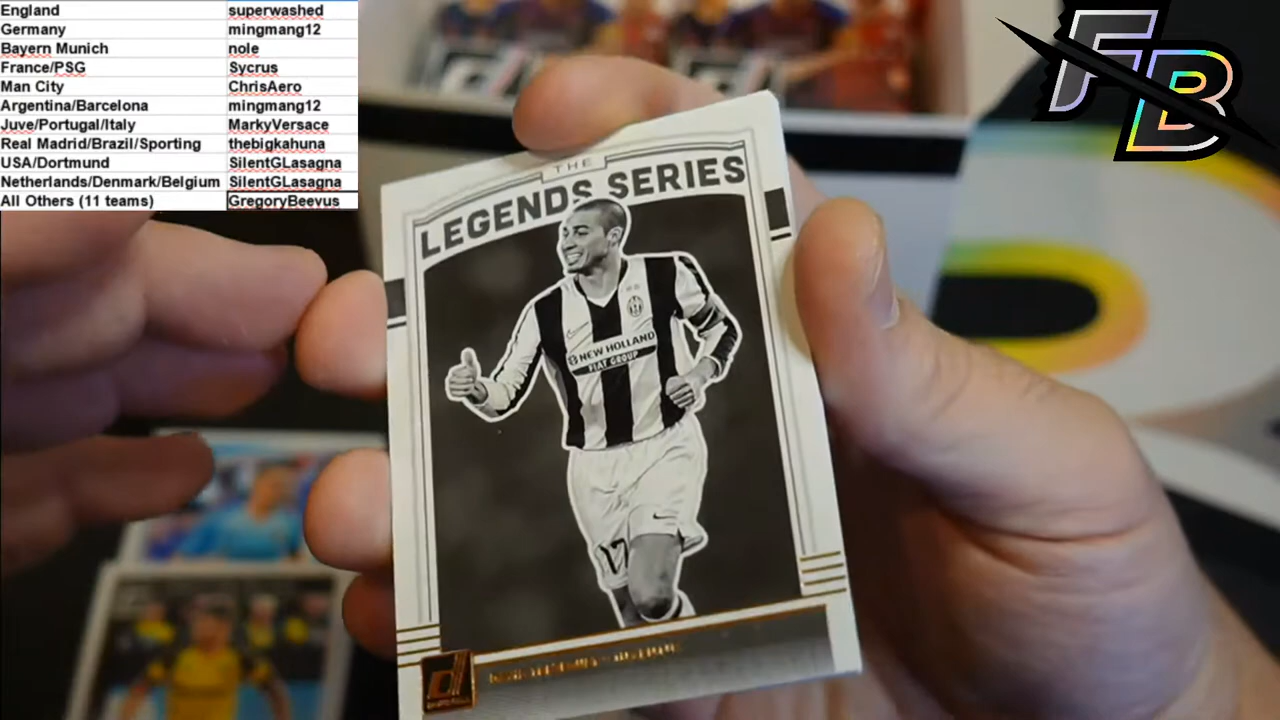 England superwashed
Germany mingmang12
Bayern Munich nole
France/PSG Sycrus
Man City ChrisAero
Argentina/Barcelona mingmang12
Juve/Portugal/Italy MarkyVersace
Real Madrid/Brazil/Sporting thebigkahuna
USA/Dortmund SilentGLasagna
Netherlands/Denmark/Belgium SilentGLasagna
All Others (11 teams) GregoryBeevus
FB
THE
LEGENDS SERIES
NEW HOLLAND
FIAT GROUP
17
d